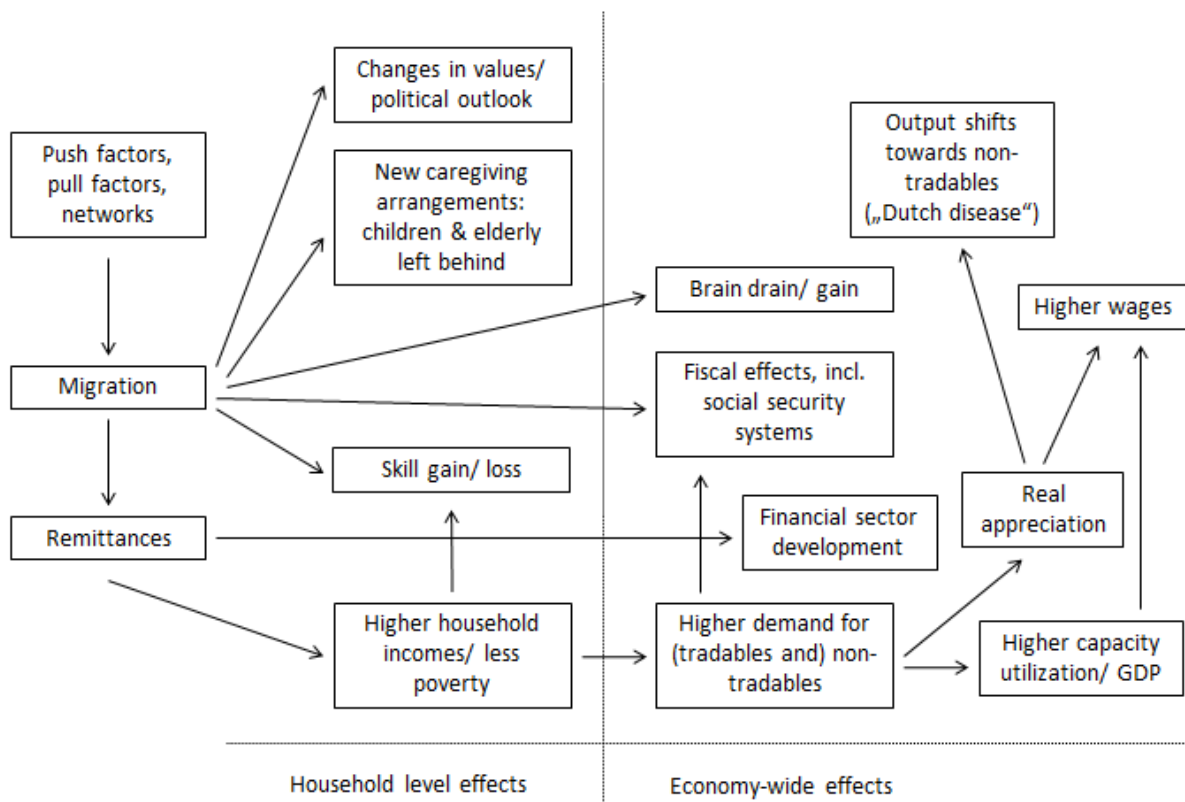 Changes in values/
political outlook
Push factors,
pull factors,
networks
New caregiving
arrangements:
children & elderly
left behind
Output shifts
towards non-
tradables
(„Dutch disease“)
Brain drain/ gain
Higher wages
Migration
Fiscal effects, incl.
social security
systems
Skill gain/ loss
Real
appreciation
Remittances
Financial sector
development
Higher household
incomes/ less
poverty
Higher demand for
(tradables and) non-
tradables
Higher capacity
utilization/ GDP
Household level effects
Economy-wide effects